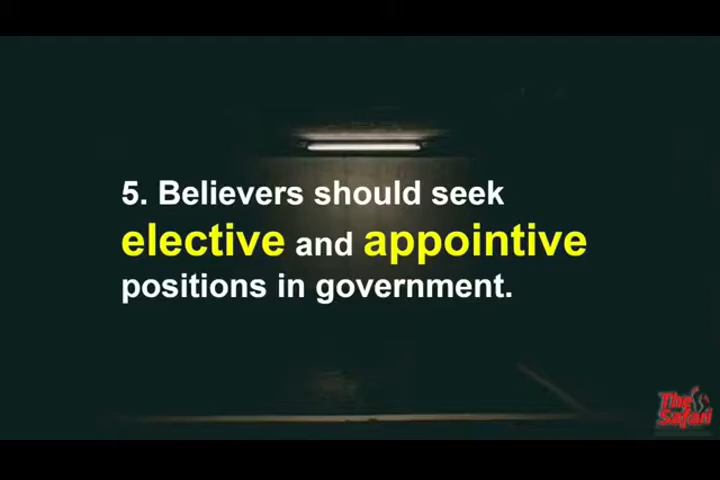 5. Believers should seek
elective and appointive
positions in government.
The
Safari